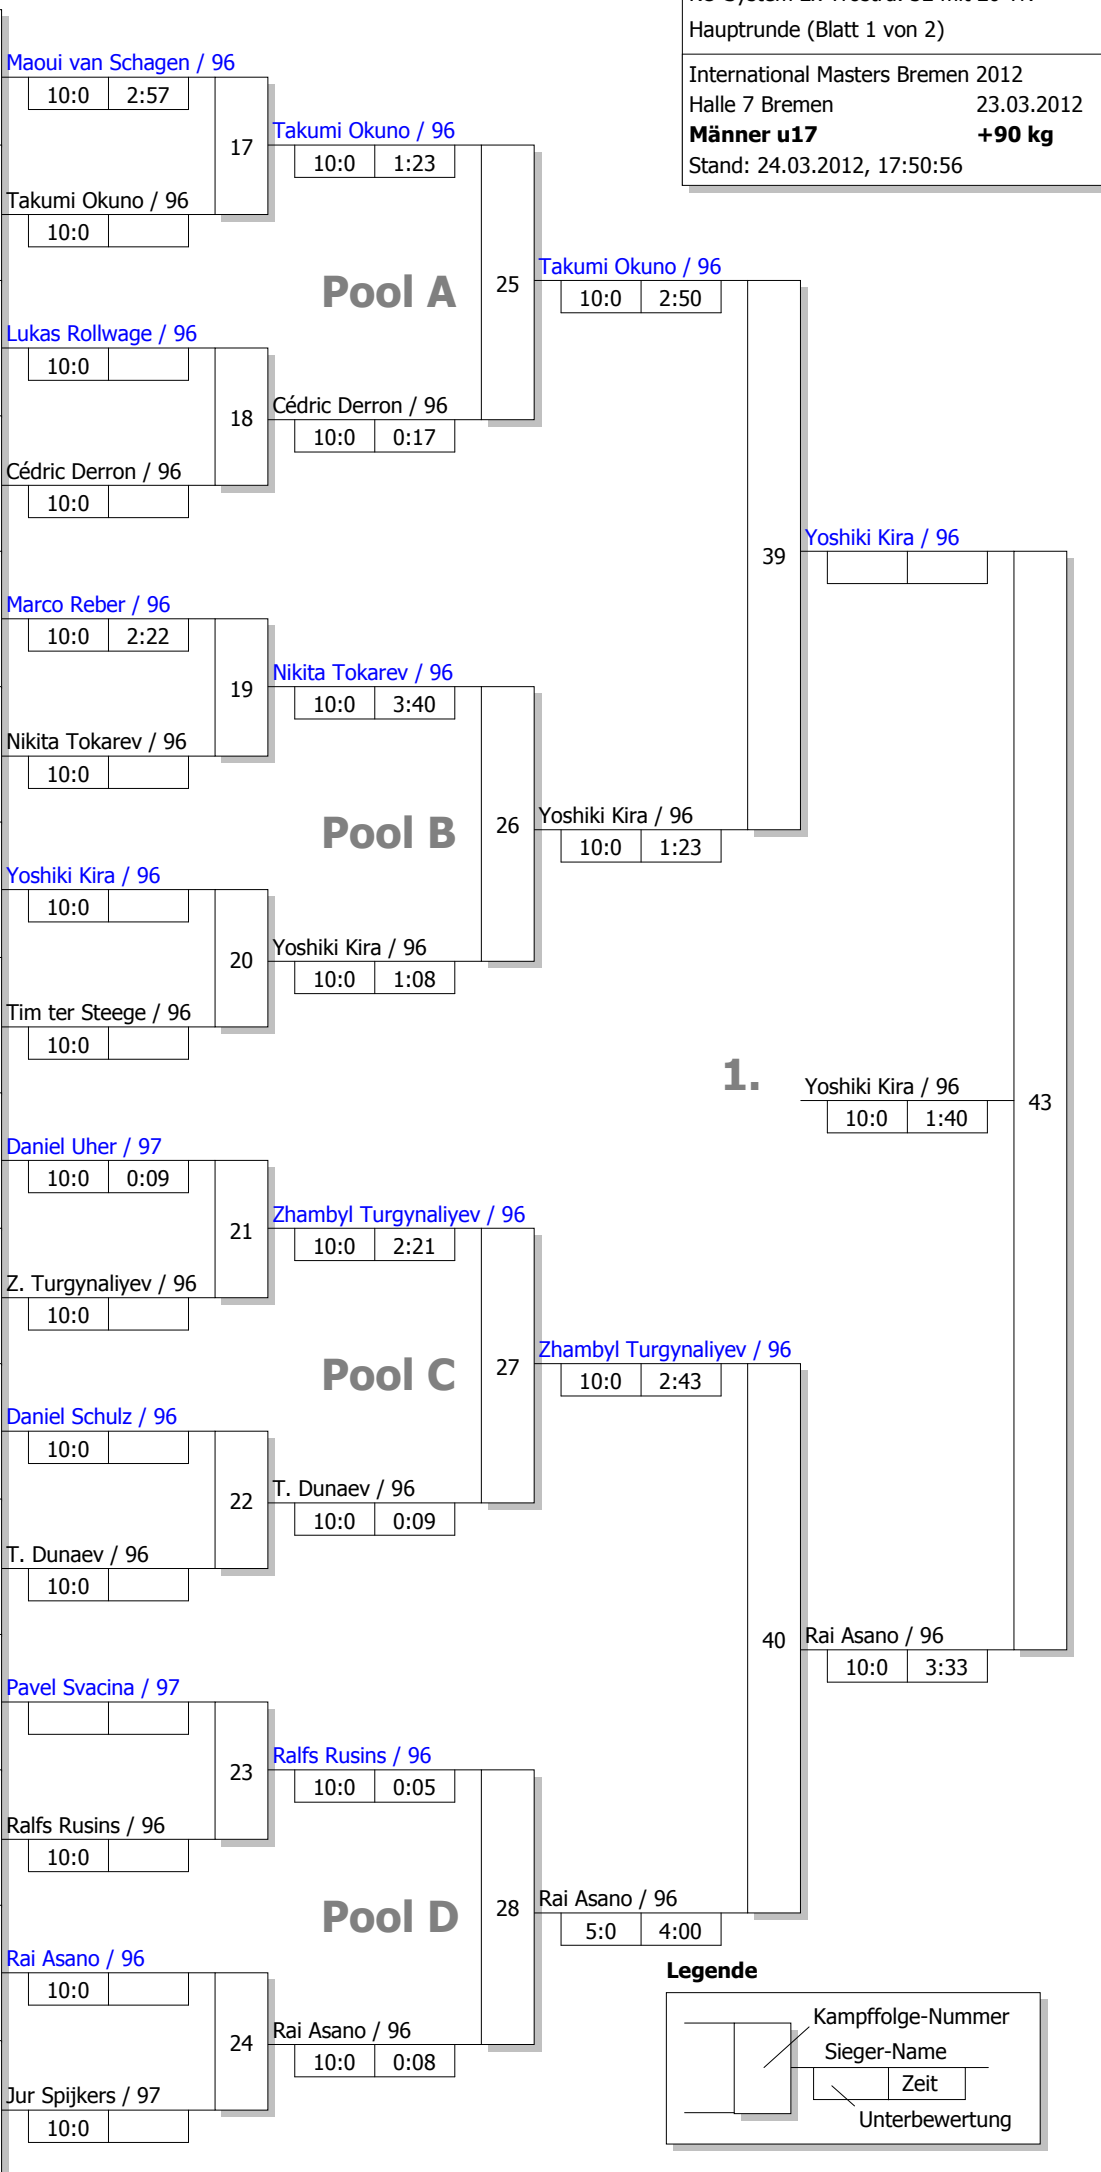 Hauptrunde (Blatt 1 von 2)
International Masters Bremen 2012
Halle 7 Bremen 23.03.2012
Männer u17 +90 kg
Stand: 24.03.2012, 17:50:56
Maoui van Schagen / 96
10:0 2:57
17
Takumi Okuno / 96
10:0
Takumi Okuno / 96
10:0 1:23
Pool A
25
Lukas Rollwage / 96
10:0
18
Cédric Derron / 96
10:0
Cédric Derron / 96
10:0 0:17
Takumi Okuno / 96
10:0 2:50
39
Marco Reber / 96
10:0 2:22
19
Nikita Tokarev / 96
10:0
Nikita Tokarev / 96
10:0 3:40
Pool B
26
Yoshiki Kira / 96
10:0
20
Tim ter Steege / 96
10:0
Yoshiki Kira / 96
10:0 1:08
Yoshiki Kira / 96
10:0 1:23
Yoshiki Kira / 96
1.
Yoshiki Kira / 96
10:0 1:40
43
Daniel Uher / 97
10:0 0:09
21
Z. Turgynaliyev / 96
10:0
Zhambyl Turgynaliyev / 96
10:0 2:21
Pool C
27
Daniel Schulz / 96
10:0
22
T. Dunaev / 96
10:0
T. Dunaev / 96
10:0 0:09
Zhambyl Turgynaliyev / 96
10:0 2:43
40
Rai Asano / 96
10:0 3:33
Pavel Svacina / 97
23
Ralfs Rusins / 96
10:0
Ralfs Rusins / 96
10:0 0:05
Pool D
28
Rai Asano / 96
10:0
24
Jur Spijkers / 97
10:0
Rai Asano / 96
10:0 0:08
Rai Asano / 96
5:0 4:00
Legende
Kampffolge-Nummer
Sieger-Name
Zeit
Unterbewertung